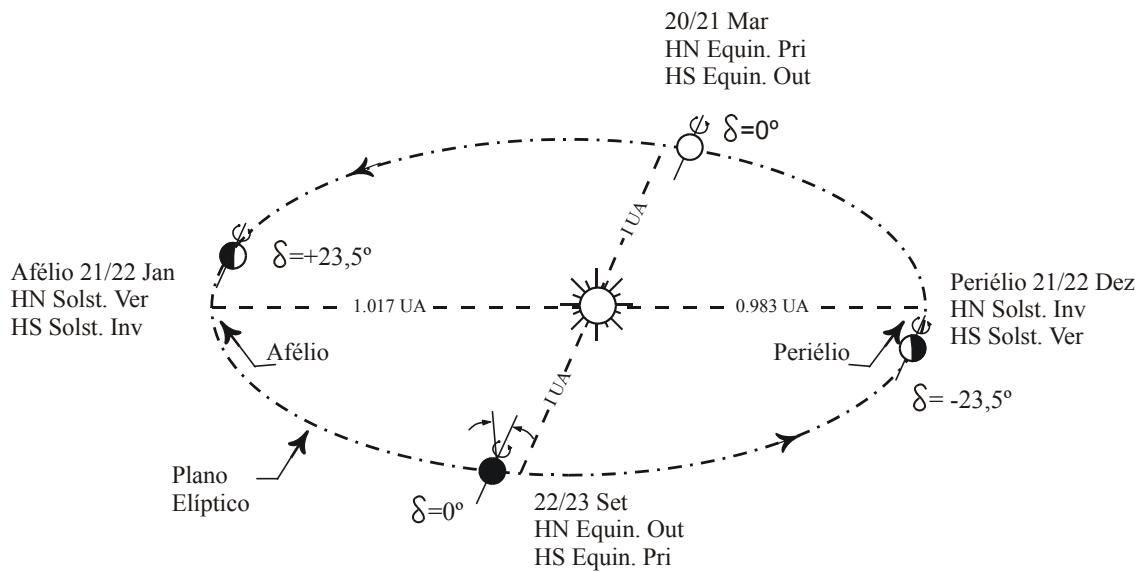 20/21 Mar
HN Equin. Pri
HS Equin. Out
δ=0º
1 UA
δ=+23,5º
Afélio 21/22 Jan
HN Solst. Ver
HS Solst. Inv
1.017 UA
0.983 UA
Periélio 21/22 Dez
HN Solst. Inv
HS Solst. Ver
Afélio
Periélio
δ= -23,5º
1 UA
Plano
Elíptico
δ=0º
22/23 Set
HN Equin. Out
HS Equin. Pri